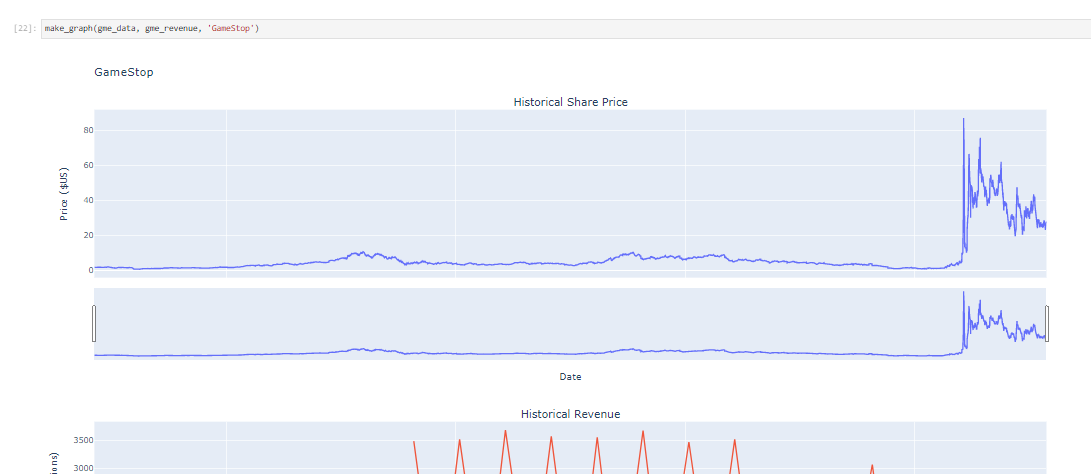 [22]: make_graph(gme_data, gme_revenue, 'GameStop')
GameStop
Historical Share Price
80
60
40
20
0
Price ($US)
Date
Historical Revenue
3500
3000